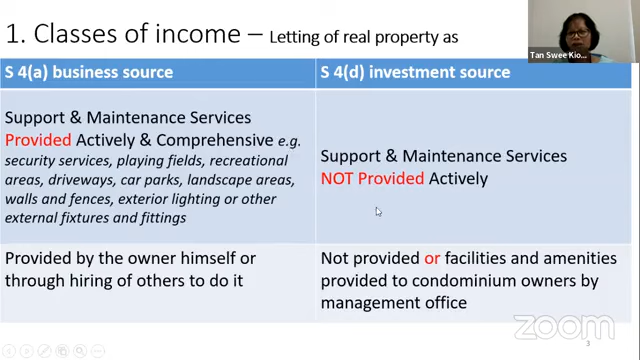 1. Classes of income – Letting of real property as
Tan Swee Kio...
S 4(a) business source
S 4(d) investment source
Support & Maintenance Services
Provided Actively & Comprehensive e.g.
security services, playing fields, recreational
areas, driveways, car parks, landscape areas,
walls and fences, exterior lighting or other
external fixtures and fittings
Support & Maintenance Services
NOT Provided Actively
Provided by the owner himself or
through hiring of others to do it
Not provided or facilities and amenities
provided to condominium owners by
management office
zoom
3